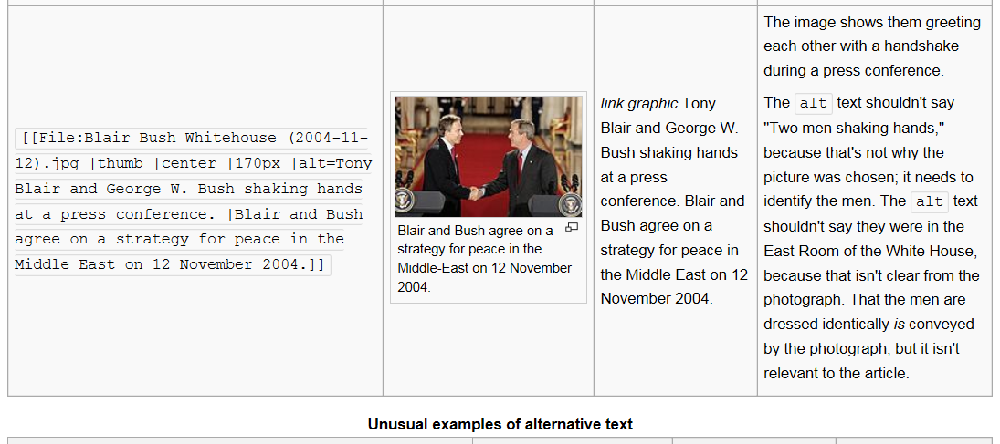 [[File:Blair Bush Whitehouse (2004-11-
12).jpg |thumb |center |170px |alt=Tony
Blair and George W. Bush shaking hands
at a press conference. |Blair and Bush
agree on a strategy for peace in the
Middle East on 12 November 2004.]]
Blair and Bush agree on a
strategy for peace in the
Middle-East on 12 November
2004.
link graphic Tony
Blair and George W.
Bush shaking hands
at a press
conference. Blair and
Bush agree on a
strategy for peace in
the Middle East on 12
November 2004.
The image shows them greeting
each other with a handshake
during a press conference.
The alt text shouldn't say
"Two men shaking hands,"
because that's not why the
picture was chosen; it needs to
identify the men. The alt text
shouldn't say they were in the
East Room of the White House,
because that isn't clear from the
photograph. That the men are
dressed identically is conveyed
by the photograph, but it isn't
relevant to the article.
Unusual examples of alternative text